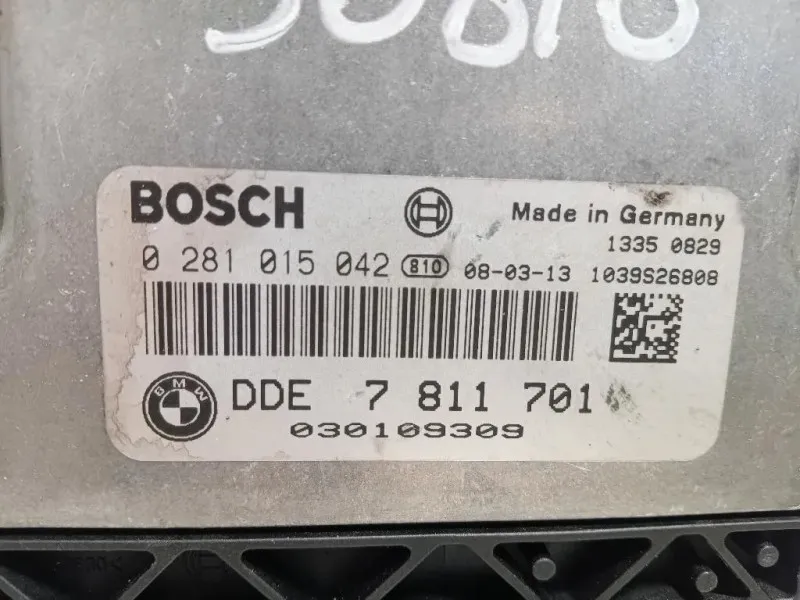 BOSCH
Made in Germany
1335 0829
0 281 015 042 810 08-03-13 1039S26808
BMW
DDE 7 811 701
030109309